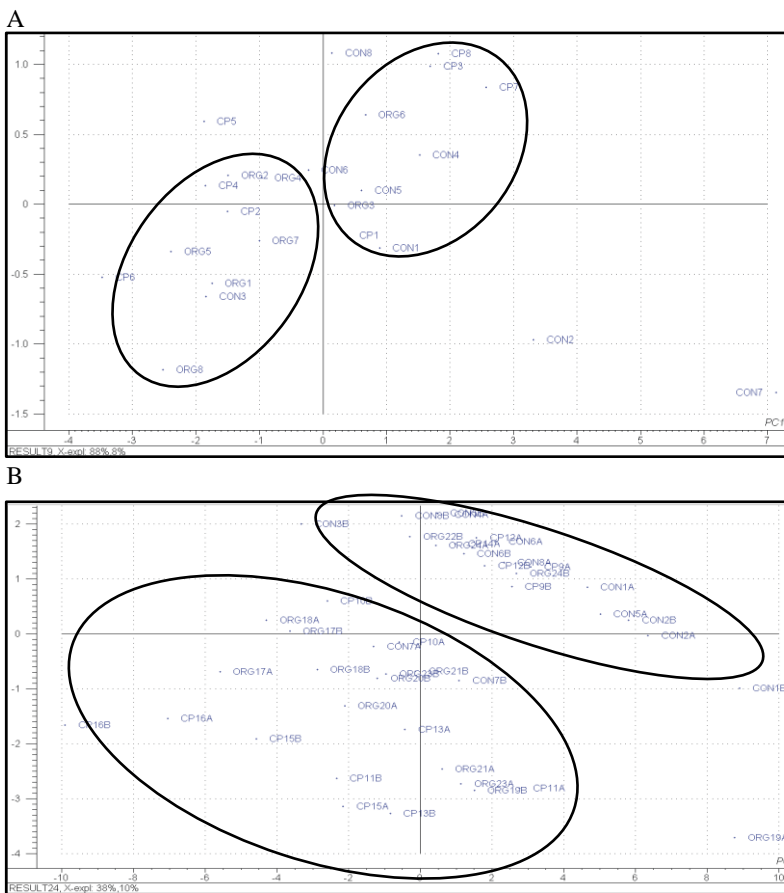 A
CON8 CP8
1.0 CP3
CP7
ORG6
CP5
0.5
CON4
CON6
ORG2 ORG4
CP4 CON5
0 ORG3
CP2
CP1
ORG7 CON1
ORG5
-0.5 CP6
ORG1
CON3
CON2
-1.0
ORG8
CON7
-1.5
PC1
-4 -3 -2 -1 0 1 2 3 4 5 6 7
RESULT9, X-expl: 88%,8%
B
CON9B
2 CON3B
ORG22B CP12A
ORG24A CON6A
CON6B
CON8A
CP12B CP9A
ORG24B
1 CP9B CON1A
CP10B
CON5A
ORG18A CON2B
ORG17B
0 CON2A
CP10A
CON7A
ORG17A ORG18B ORG21B
ORG20B CON7B
-1 CON1B
ORG20A
CP16B CP16A
CP13A
CP15B
-2
ORG21A
CP11B
ORG23A CP11A
ORG19B
-3 CP15A
CP13B
ORG19A
-4
-10 -8 -6 -4 -2 0 2 4 6 8 10
RESULT24, X-expl: 38%,10%